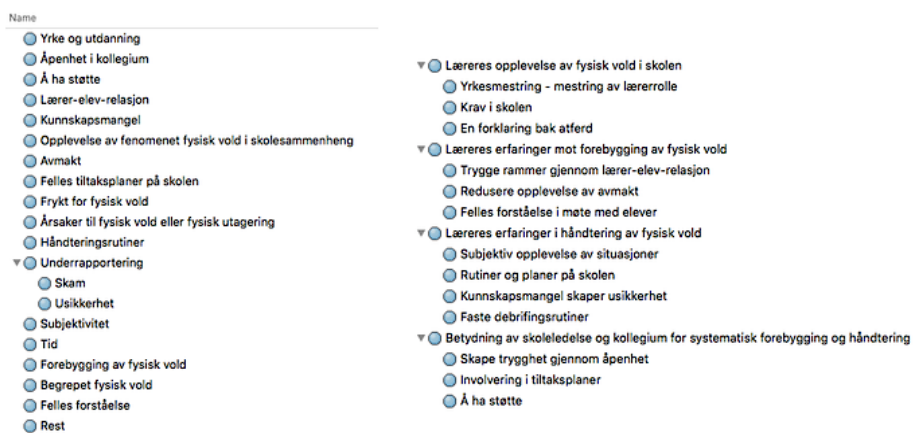 Name
Yrke og utdanning
Åpenhet i kollegium
Å ha støtte
Lærer-elev-relasjon
Kunnskapsmangel
Opplevelse av fenomenet fysisk vold i skolesammenheng
Avmakt
Felles tiltaksplaner på skolen
Frykt for fysisk vold
Årsaker til fysisk vold eller fysisk utagering
Håndteringsrutiner
Underrapportering
Skam
Usikkerhet
Subjektivitet
Tid
Forebygging av fysisk vold
Begrepet fysisk vold
Felles forståelse
Rest
Læreres opplevelse av fysisk vold i skolen
Yrkesmestring - mestring av lærerrolle
Krav i skolen
En forklaring bak atferd
Læreres erfaringer mot forebygging av fysisk vold
Trygge rammer gjennom lærer-elev-relasjon
Redusere opplevelse av avmakt
Felles forståelse i møte med elever
Læreres erfaringer i håndtering av fysisk vold
Subjektiv opplevelse av situasjoner
Rutiner og planer på skolen
Kunnskapsmangel skaper usikkerhet
Faste debrifingsrutiner
Betydning av skoleledelse og kollegium for systematisk forebygging og håndtering
Skape trygghet gjennom åpenhet
Involvering i tiltaksplaner
Å ha støtte